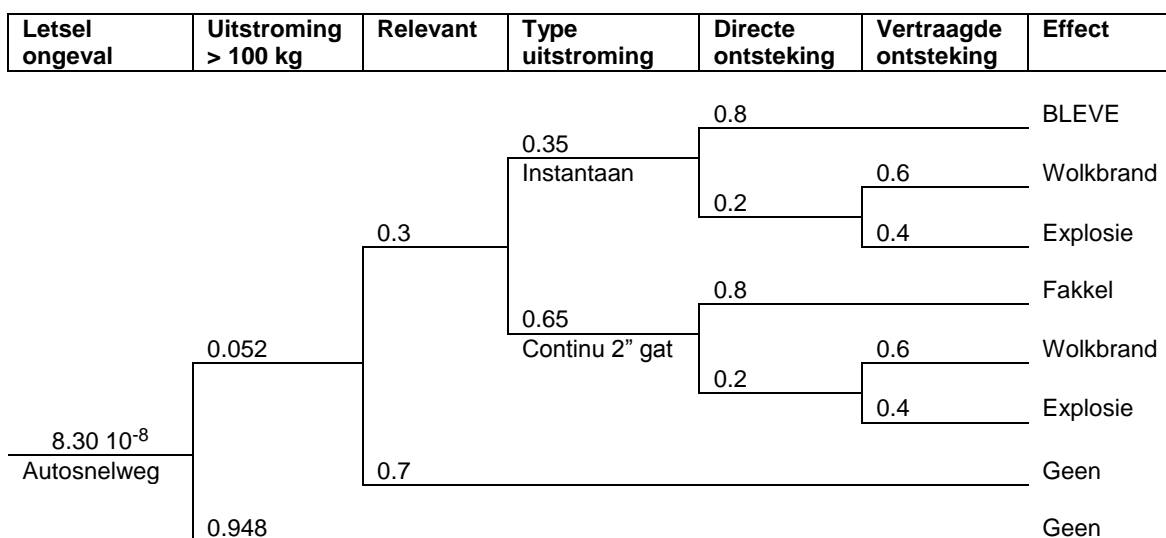 Letsel ongeval Uitstroming > 100 kg Relevant Type uitstroming Directe ontsteking Vertraagde ontsteking Effect
0.8 BLEVE
0.35
Instantaan 0.6 Wolkbrand
0.2
0.3 0.4 Explosie
0.8 Fakkel
0.65
Continu 2” gat
0.052 0.6 Wolkbrand
0.2
0.4 Explosie
8.30 10-8
Autosnelweg 0.7 Geen
0.948 Geen